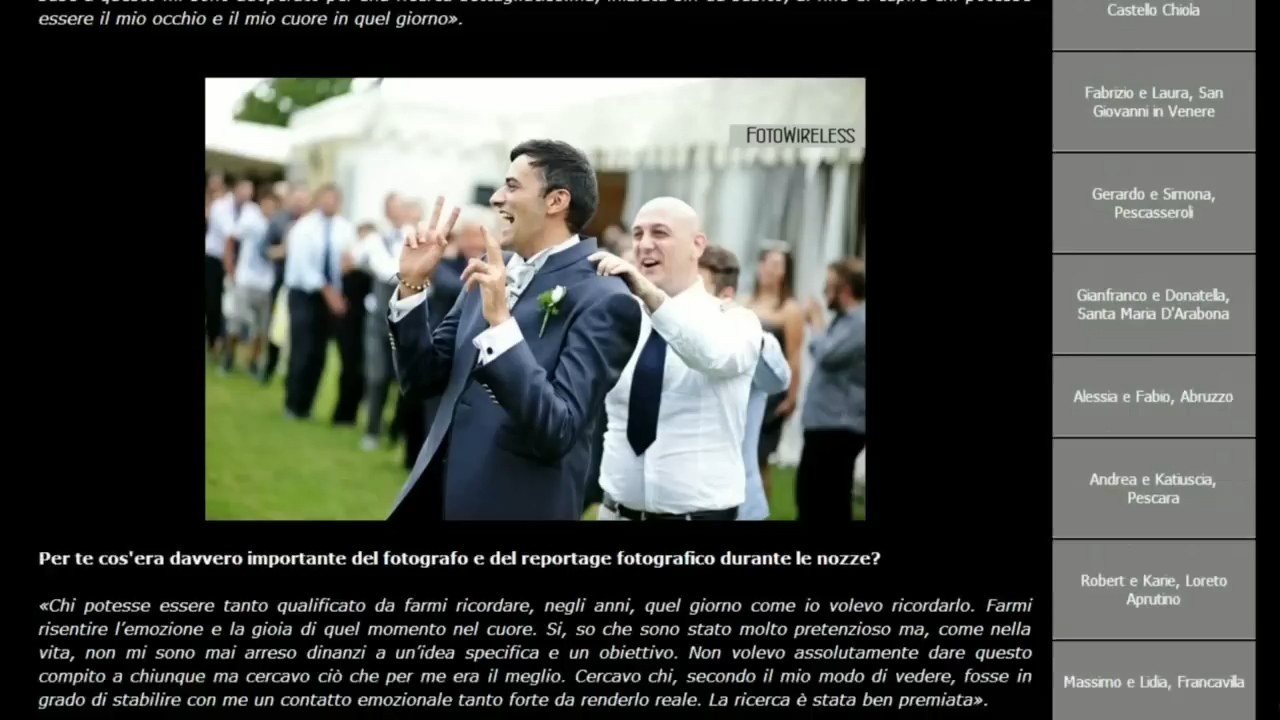 essere il mio occhio e il mio cuore in quel giorno».
FOTOWIRELESS
Per te cos'era davvero importante del fotografo e del reportage fotografico durante le nozze?
«Chi potesse essere tanto qualificato da farmi ricordare, negli anni, quel giorno come io volevo ricordarlo. Farmi
risentire l'emozione e la gioia di quel momento nel cuore. Si, so che sono stato molto pretenzioso ma, come nella
vita, non mi sono mai arreso dinanzi a un'idea specifica e un obiettivo. Non volevo assolutamente dare questo
compito a chiunque ma cercavo ciò che per me era il meglio. Cercavo chi, secondo il mio modo di vedere, fosse in
grado di stabilire con me un contatto emozionale tanto forte da renderlo reale. La ricerca è stata ben premiata».
Castello Chiola
Fabrizio e Laura, San
Giovanni in Venere
Gerardo e Simona,
Pescasseroli
Gianfranco e Donatella,
Santa Maria D'Arabona
Alessia e Fabio, Abruzzo
Andrea e Katiuscia,
Pescara
Robert e Karie, Loreto
Aprutino
Massimo e Lidia, Francavilla